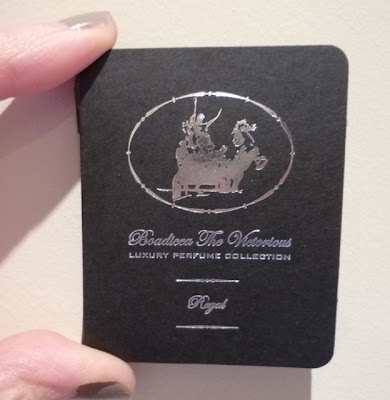 Boadicea The Victorious
LUXURY PERFUME COLLECTION
Regal